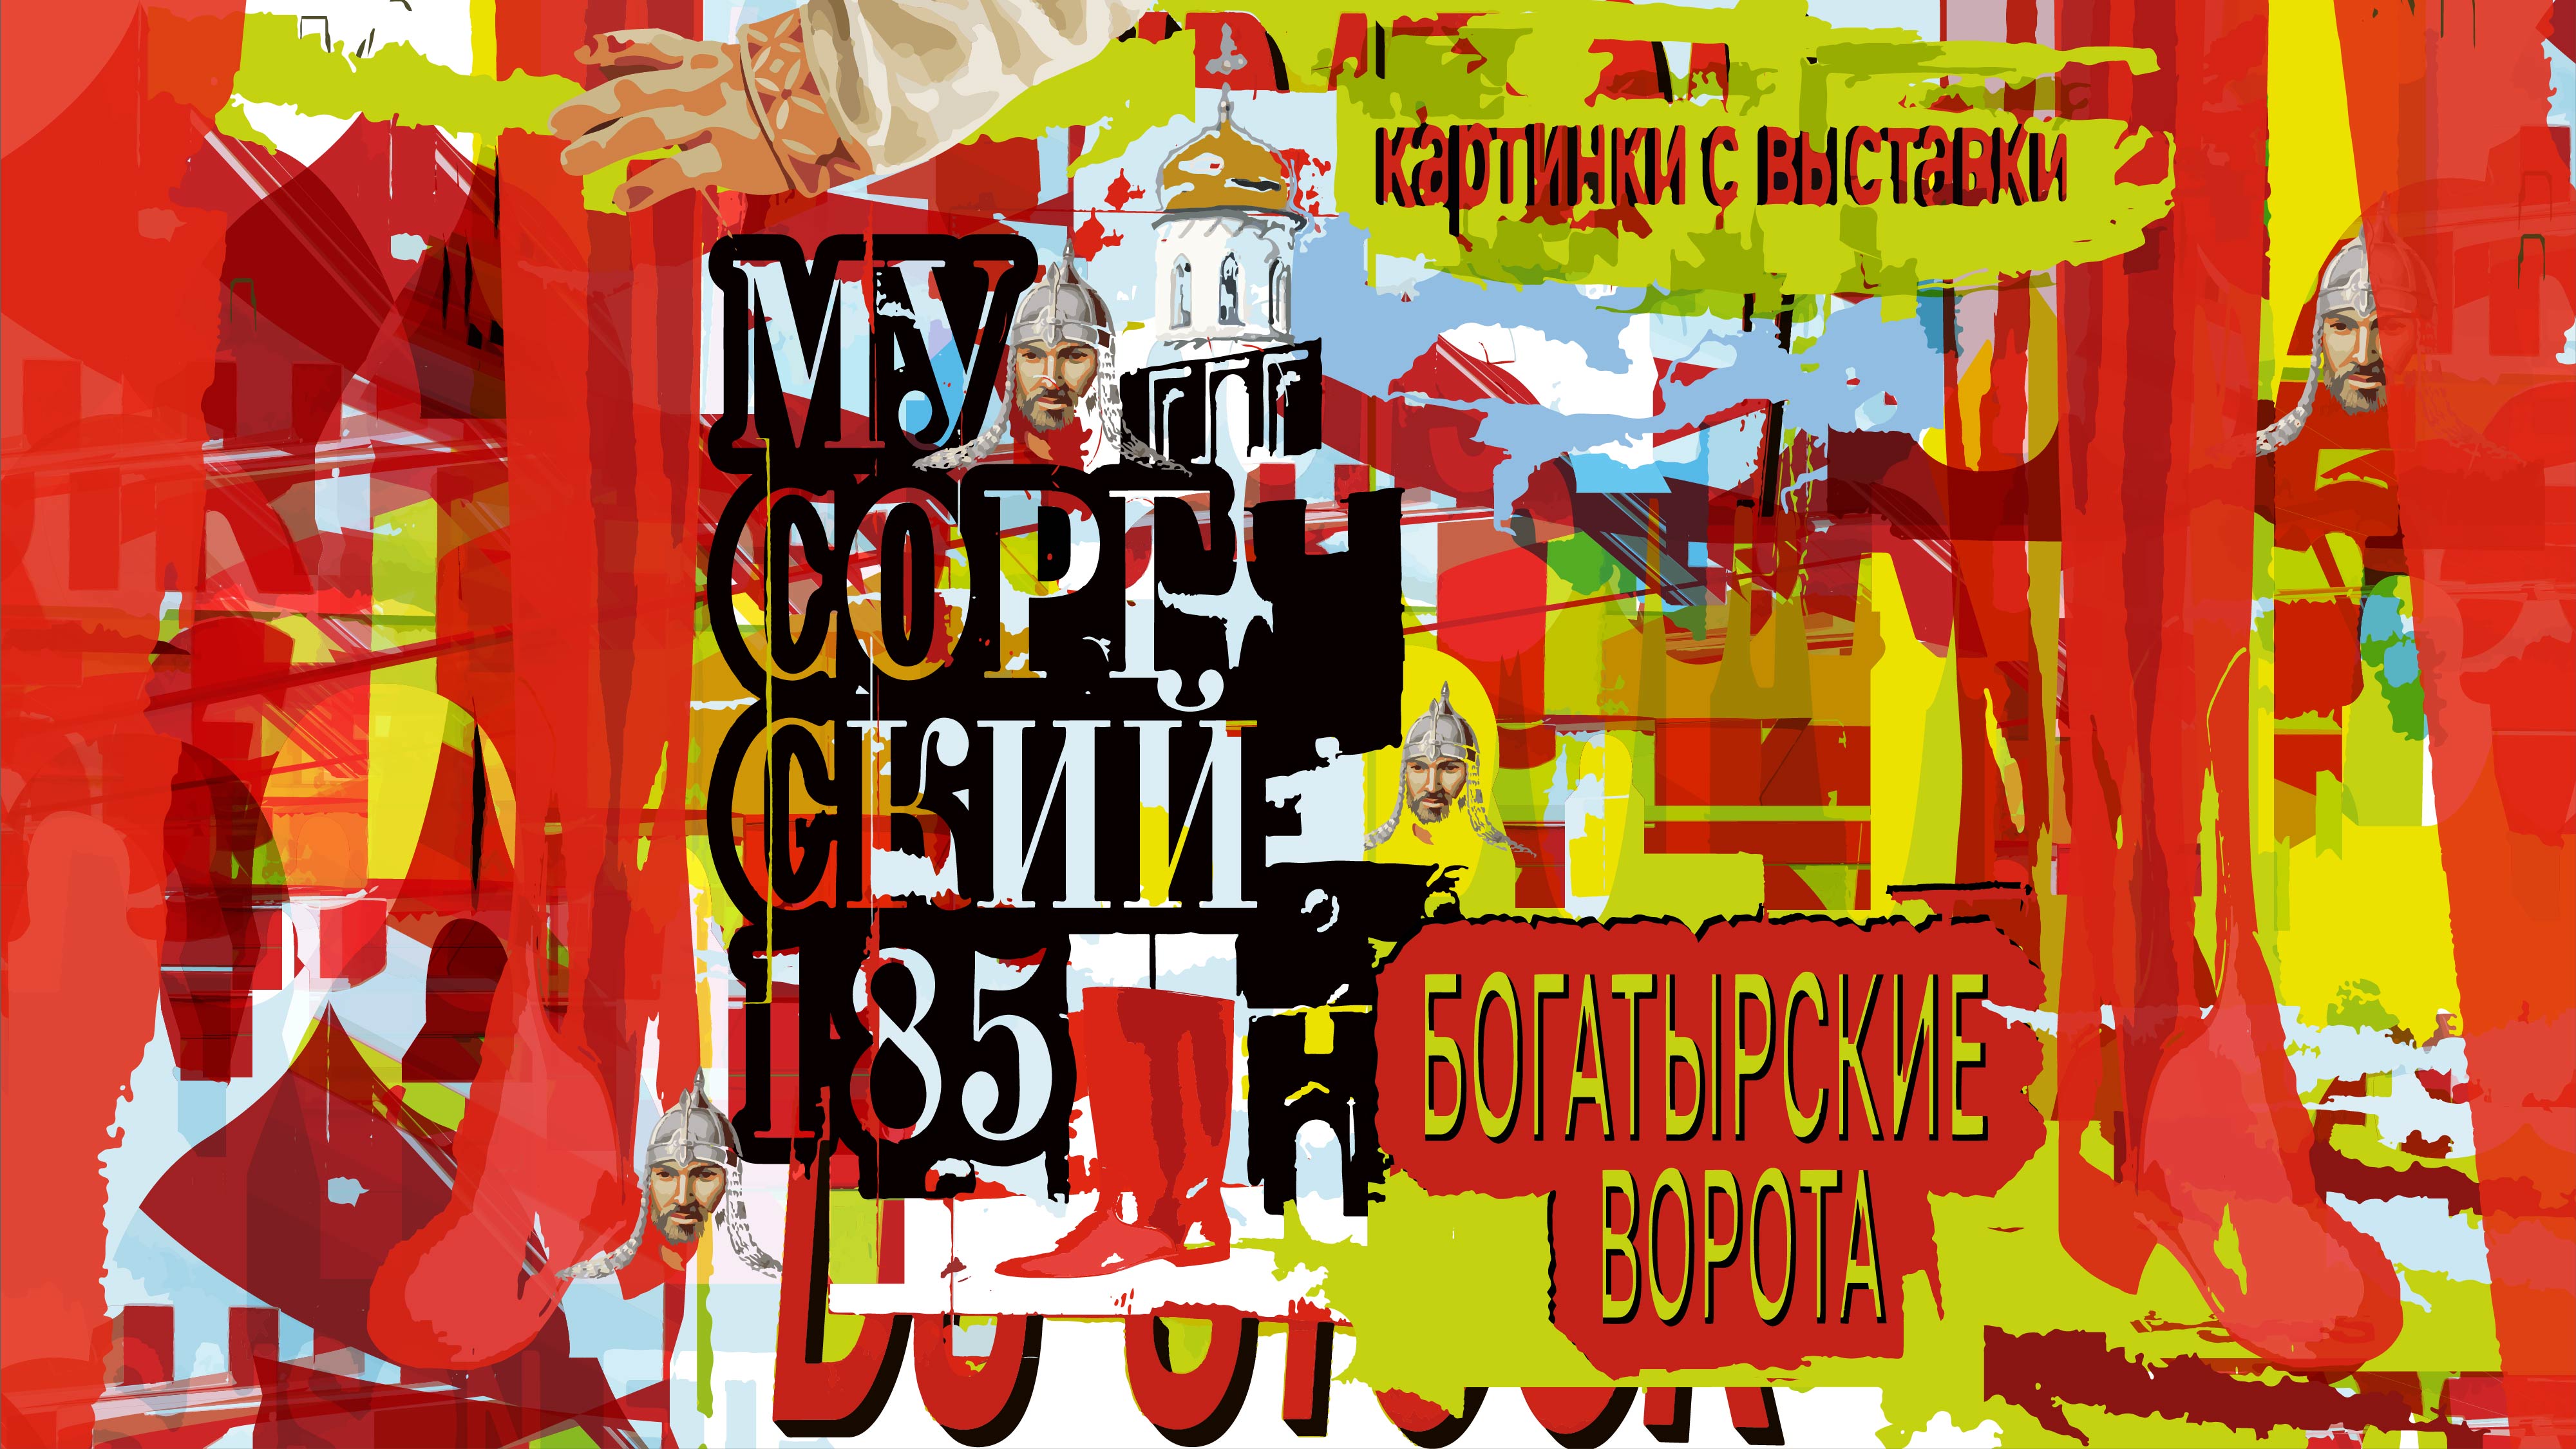 картинки с выставки
МУ
СОРГ
СКИЙ
185
БОГАТЫРСКИЕ
ВОРОТА